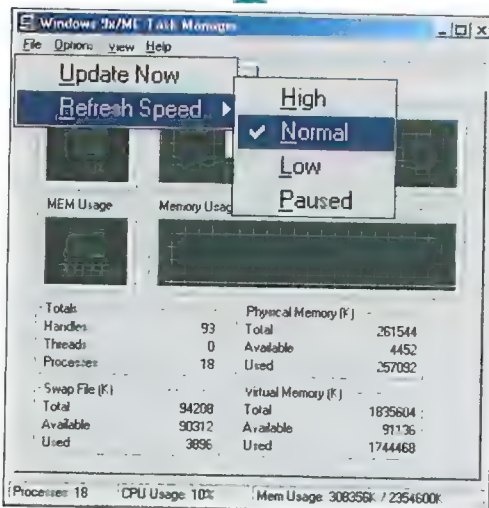 Windows 9x/ME Task Manager
File Options View Help
Update Now
Refresh Speed
High
Normal
Low
Paused
MEM Usage
Memory Usag
Totals
Handles 93
Threads 0
Processes 18
Physical Memory (K)
Total 261544
Available 4452
Used 257092
Swap File (K)
Total 94208
Available 90312
Used 3896
Virtual Memory (K)
Total 1835604
Available 91136
Used 1744468
Processes: 18 CPU Usage: 10% Mem Usage: 308356K / 2354600K